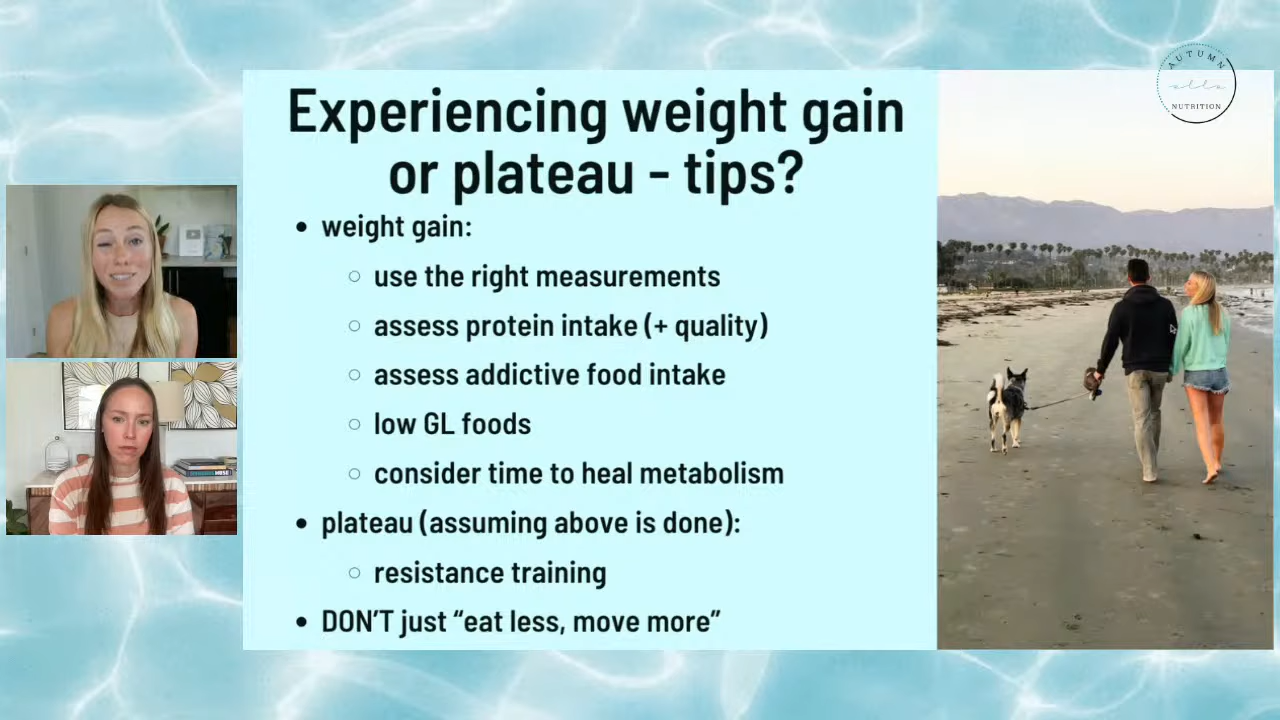 Experiencing weight gain
or plateau - tips?
• weight gain:
○ use the right measurements
○ assess protein intake (+ quality)
○ assess addictive food intake
○ low GL foods
○ consider time to heal metabolism
• plateau (assuming above is done):
○ resistance training
• DON’T just “eat less, move more”
AUTUMN
elle
NUTRITION